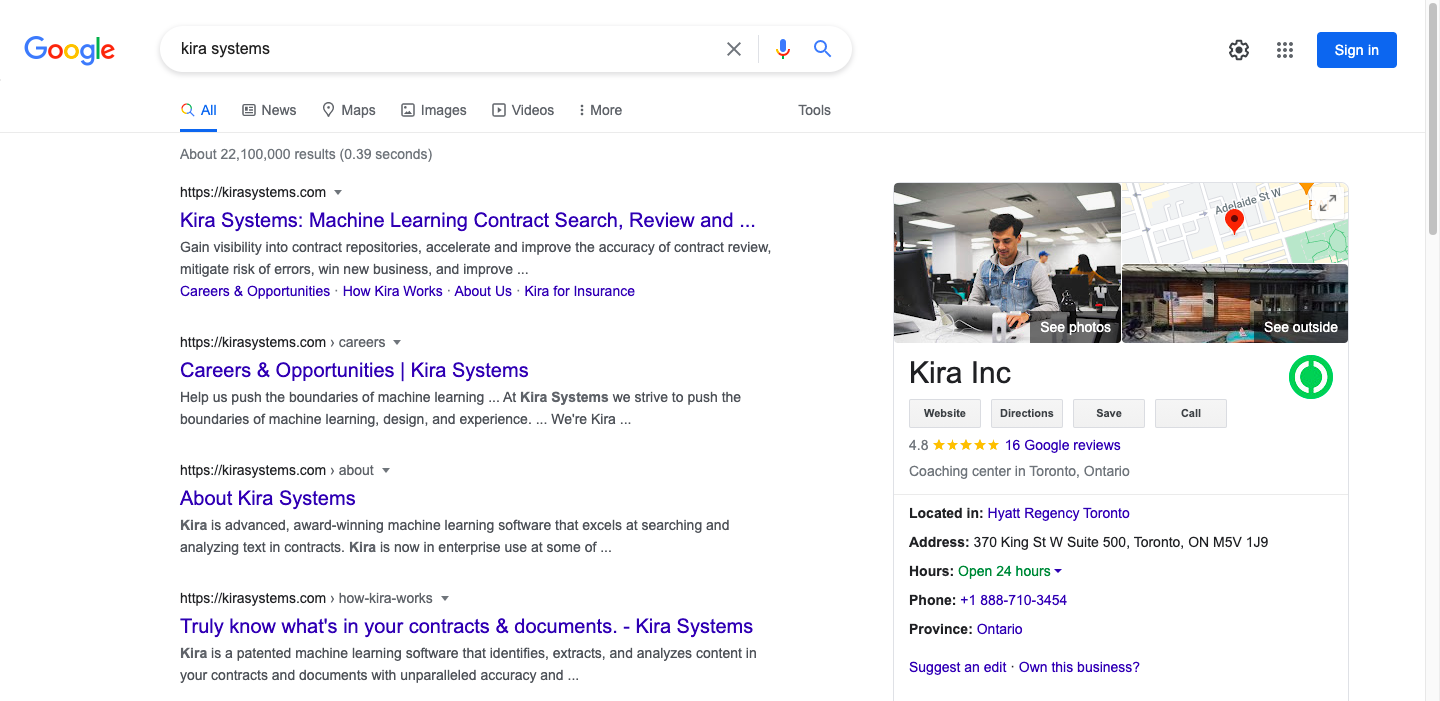 Google
kira systems
Sign in
All
News
Maps
Images
Videos
More
Tools
About 22,100,000 results (0.39 seconds)
https://kirasystems.com
Kira Systems: Machine Learning Contract Search, Review and ...
Gain visibility into contract repositories, accelerate and improve the accuracy of contract review,
mitigate risk of errors, win new business, and improve ...
Careers & Opportunities · How Kira Works · About Us · Kira for Insurance
https://kirasystems.com › careers
Careers & Opportunities | Kira Systems
Help us push the boundaries of machine learning ... At Kira Systems we strive to push the
boundaries of machine learning, design, and experience. ... We're Kira ...
https://kirasystems.com › about
About Kira Systems
Kira is advanced, award-winning machine learning software that excels at searching and
analyzing text in contracts. Kira is now in enterprise use at some of ...
https://kirasystems.com › how-kira-works
Truly know what's in your contracts & documents. - Kira Systems
Kira is a patented machine learning software that identifies, extracts, and analyzes content in
your contracts and documents with unparalleled accuracy and ...
Adelaide St W
See photos
See outside
Kira Inc
Website
Directions
Save
Call
4.8 16 Google reviews
Coaching center in Toronto, Ontario
Located in: Hyatt Regency Toronto
Address: 370 King St W Suite 500, Toronto, ON M5V 1J9
Hours: Open 24 hours
Phone: +1 888-710-3454
Province: Ontario
Suggest an edit · Own this business?